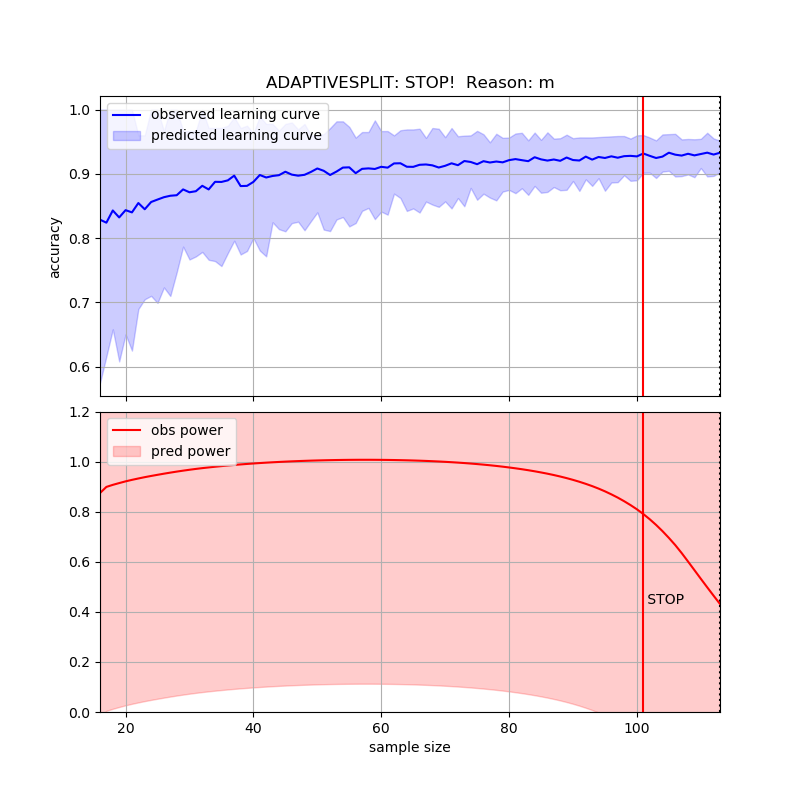 ADAPTIVESPLIT: STOP!  Reason: m
observed learning curve
predicted learning curve
1.0
0.9
0.8
0.7
0.6
accuracy
obs power
pred power
1.2
1.0
0.8
0.6
0.4
0.2
0.0
STOP
20 40 60 80 100
sample size